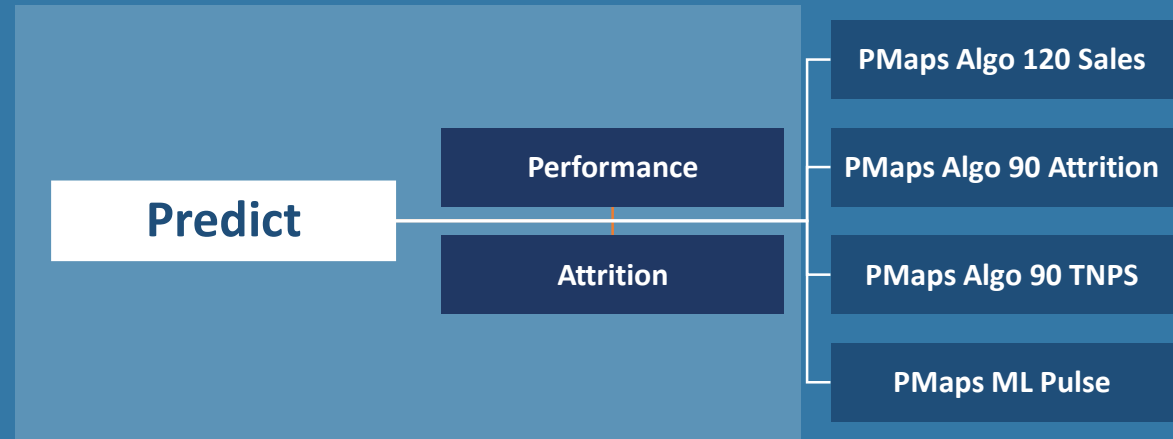 Predict
Performance
Attrition
PMaps Algo 120 Sales
PMaps Algo 90 Attrition
PMaps Algo 90 TNPS
PMaps ML Pulse